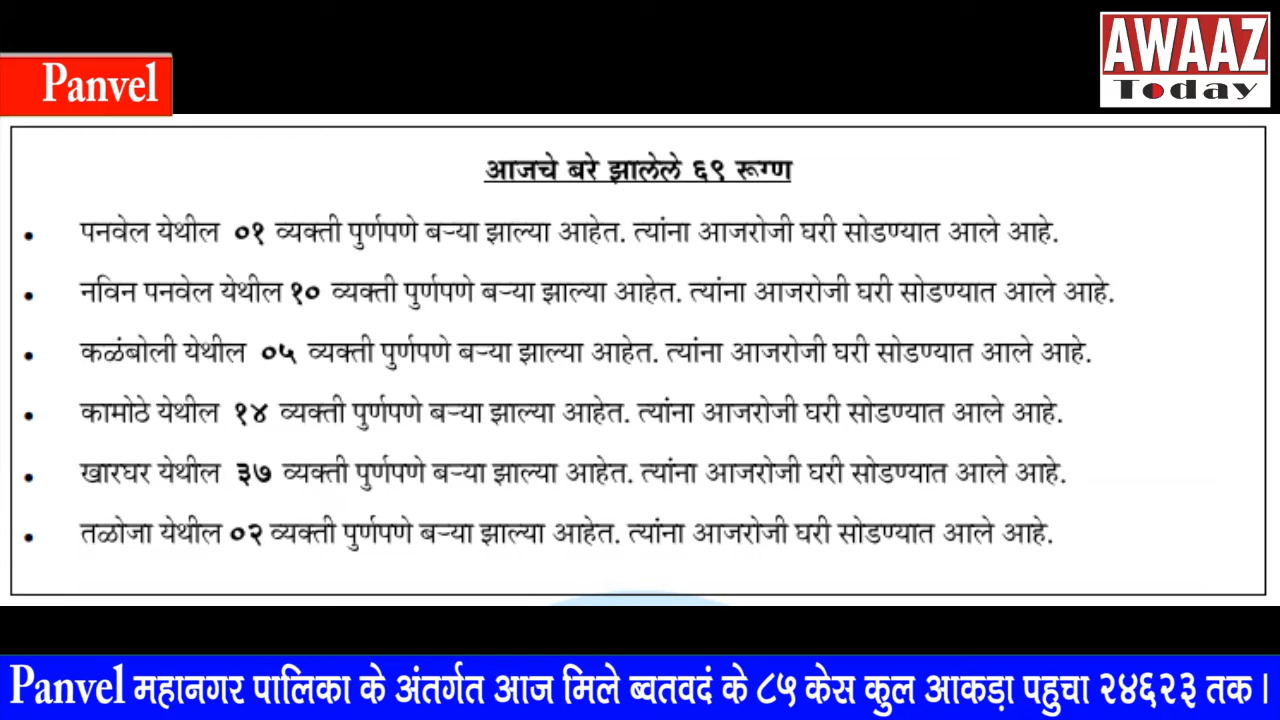 AWAAZ
Today
Panvel
आजचे बरे झालेले ६९ रूग्ण
• पनवेल येथील ०१ व्यक्ती पुर्णपणे बऱ्या झाल्या आहेत. त्यांना आजरोजी घरी सोडण्यात आले आहे.
• नविन पनवेल येथील १० व्यक्ती पुर्णपणे बऱ्या झाल्या आहेत. त्यांना आजरोजी घरी सोडण्यात आले आहे.
• कळंबोली येथील ०५ व्यक्ती पुर्णपणे बऱ्या झाल्या आहेत. त्यांना आजरोजी घरी सोडण्यात आले आहे.
• कामोठे येथील १४ व्यक्ती पुर्णपणे बऱ्या झाल्या आहेत. त्यांना आजरोजी घरी सोडण्यात आले आहे.
• खारघर येथील ३७ व्यक्ती पुर्णपणे बऱ्या झाल्या आहेत. त्यांना आजरोजी घरी सोडण्यात आले आहे.
• तळोजा येथील ०२ व्यक्ती पुर्णपणे बऱ्या झाल्या आहेत. त्यांना आजरोजी घरी सोडण्यात आले आहे.
Panvel महानगर पालिका के अंतर्गत आज मिले ब्वतवदं के ८५ केस कुल आकड़ा पहुचा २४६२३ तक।